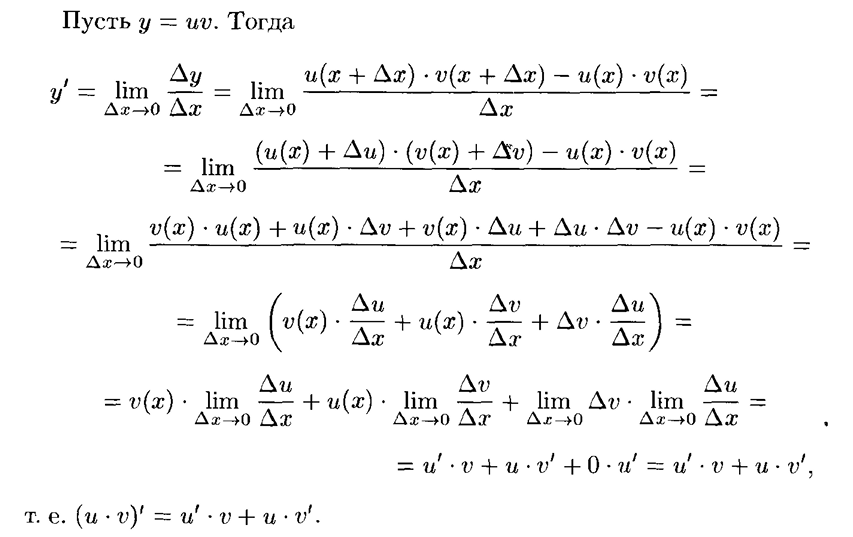 Пусть y = uv. Тогда
y′ = lim_{Δx→0} Δy/Δx = lim_{Δx→0} (u(x + Δx) · v(x + Δx) − u(x) · v(x))/Δx =
= lim_{Δx→0} ((u(x) + Δu) · (v(x) + Δv) − u(x) · v(x))/Δx =
= lim_{Δx→0} (v(x) · u(x) + u(x) · Δv + v(x) · Δu + Δu · Δv − u(x) · v(x))/Δx =
= lim_{Δx→0} (v(x) · Δu/Δx + u(x) · Δv/Δx + Δv · Δu/Δx) =
= v(x) · lim_{Δx→0} Δu/Δx + u(x) · lim_{Δx→0} Δv/Δx + lim_{Δx→0} Δv · lim_{Δx→0} Δu/Δx =
= u′ · v + u · v′ + 0 · u′ = u′ · v + u · v′,
т. е. (u · v)′ = u′ · v + u · v′.